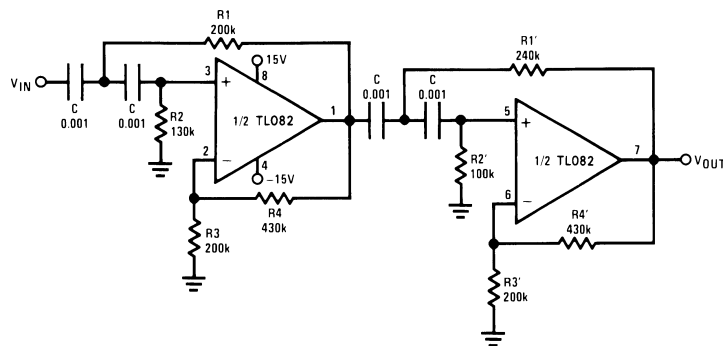 R1
200k
V_IN
C
0.001
C
0.001
R2
130k
3
+
15V
8
1/2 TL082
1
2
−
4
−15V
R3
200k
R4
430k
C
0.001
C
0.001
R1'
240k
R2'
100k
5
+
1/2 TL082
7
V_OUT
6
−
R4'
430k
R3'
200k